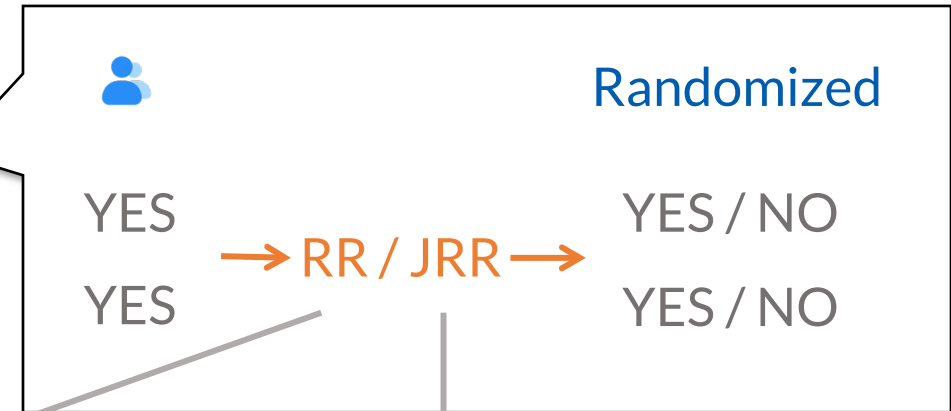 Randomized
YES
YES / NO
RR / JRR
YES
YES / NO